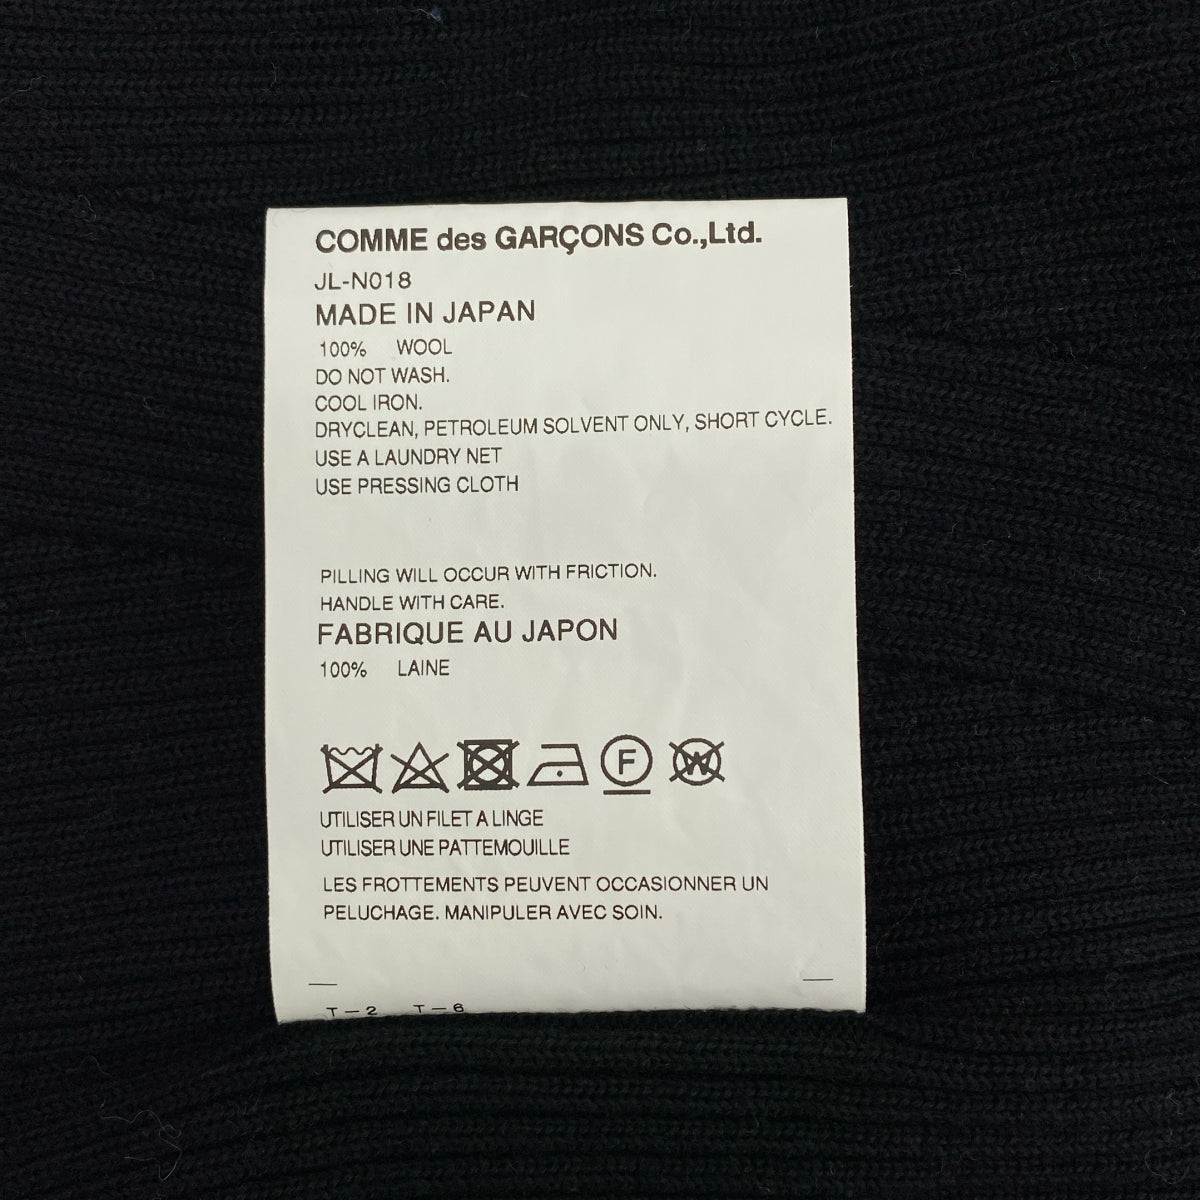 COMME des GARÇONS Co.,Ltd.
JL-N018
MADE IN JAPAN
100% WOOL
DO NOT WASH.
COOL IRON.
DRYCLEAN, PETROLEUM SOLVENT ONLY, SHORT CYCLE.
USE A LAUNDRY NET
USE PRESSING CLOTH
PILLING WILL OCCUR WITH FRICTION.
HANDLE WITH CARE.
FABRIQUE AU JAPON
100% LAINE
F W
UTILISER UN FILET A LINGE
UTILISER UNE PATTEMOUILLE
LES FROTTEMENTS PEUVENT OCCASIONNER UN
PELUCHAGE. MANIPULER AVEC SOIN.
T-2 T-6